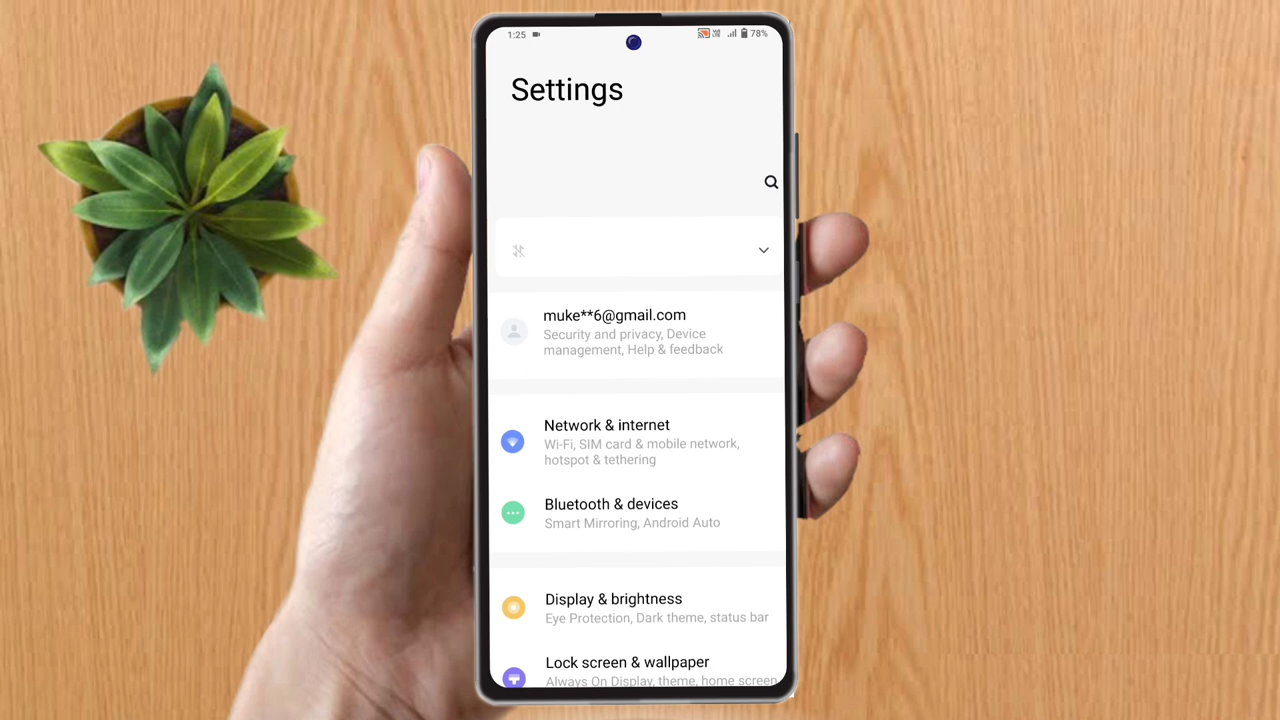 1:25
78%
Settings
muke**6@gmail.com
Security and privacy, Device
management, Help & feedback
Network & internet
Wi-Fi, SIM card & mobile network,
hotspot & tethering
Bluetooth & devices
Smart Mirroring, Android Auto
Display & brightness
Eye Protection, Dark theme, status bar
Lock screen & wallpaper
Always On Display, theme, home screen